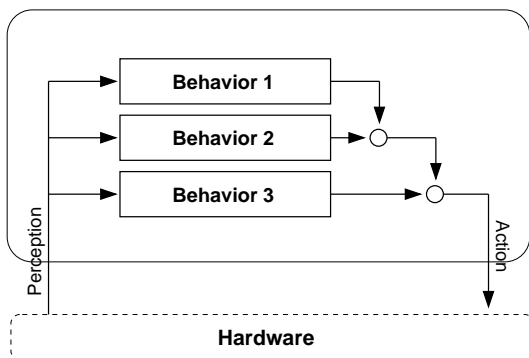 Behavior 1
Behavior 2
Behavior 3
Perception
Action
Hardware